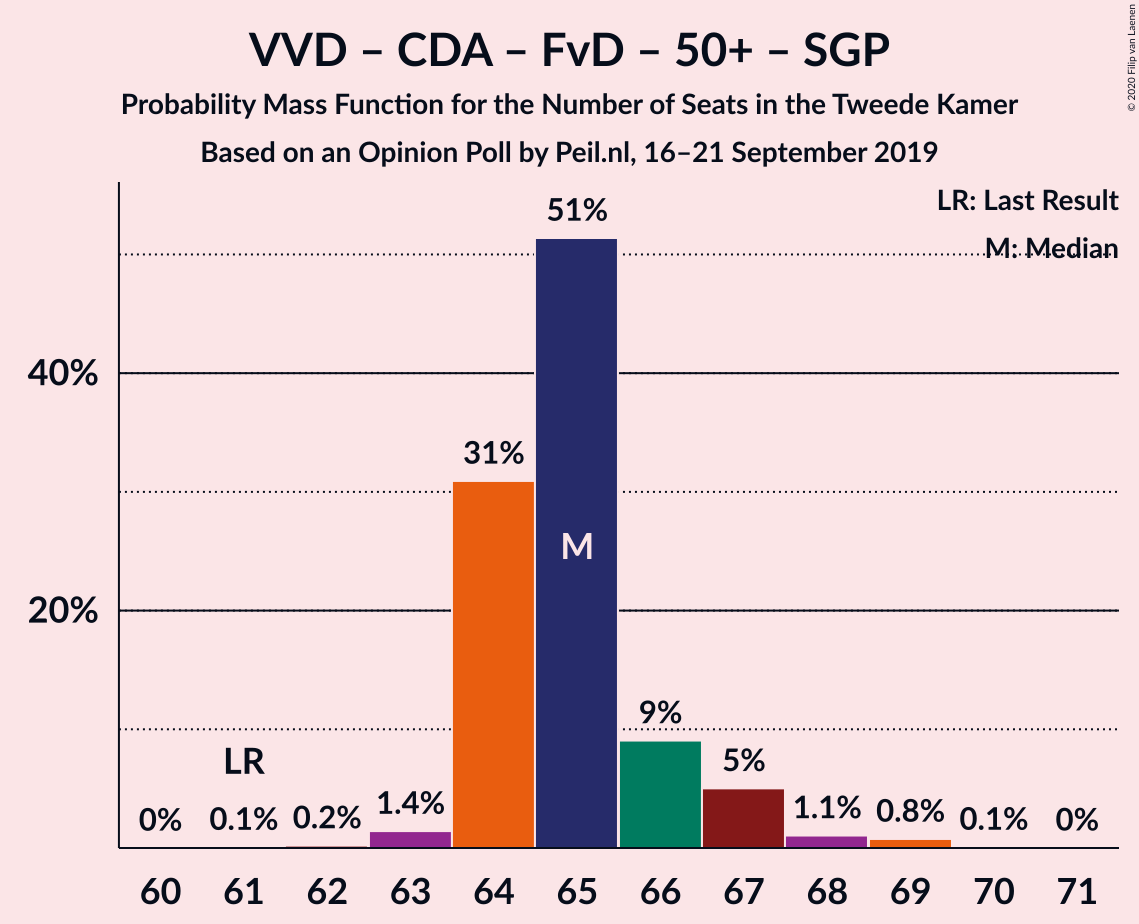 VVD – CDA – FvD – 50+ – SGP
Probability Mass Function for the Number of Seats in the Tweede Kamer
Based on an Opinion Poll by Peil.nl, 16–21 September 2019
© 2020 Filip van Laenen
LR: Last Result
M: Median
51%
40%
31%
M
20%
9%
LR
5%
0%
0.1%
0.2%
1.4%
1.1%
0.8%
0.1%
0%
60 61 62 63 64 65 66 67 68 69 70 71